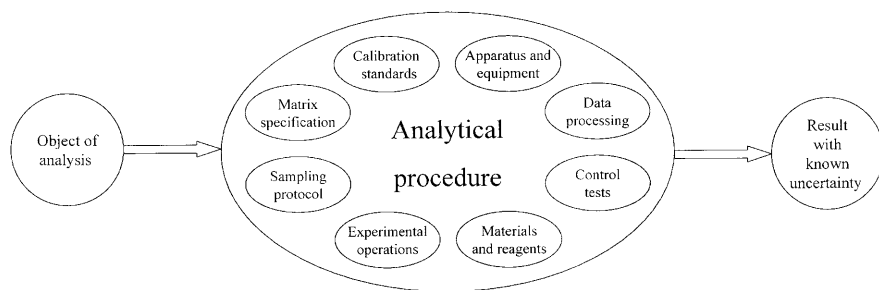 Object of
analysis
Calibration
standards
Apparatus and
equipment
Matrix
specification
Data
processing
Analytical
procedure
Sampling
protocol
Control
tests
Experimental
operations
Materials
and reagents
Result
with
known
uncertainty